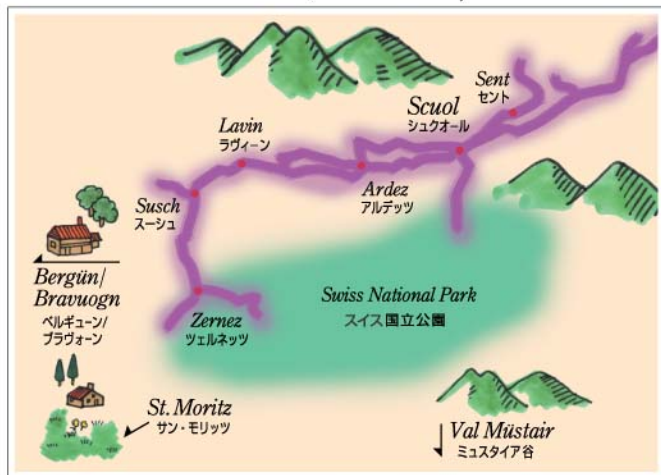 Sent
セント
Scuol
シュクオール
Lavin
ラヴィーン
Ardez
アルデッツ
Susch
スーシュ
Bergün/
Bravuogn
ベルギューン/
ブラヴォーン
Swiss National Park
スイス国立公園
Zernez
ツェルネッツ
St. Moritz
サン・モリッツ
Val Müstair
ミュスタイア谷